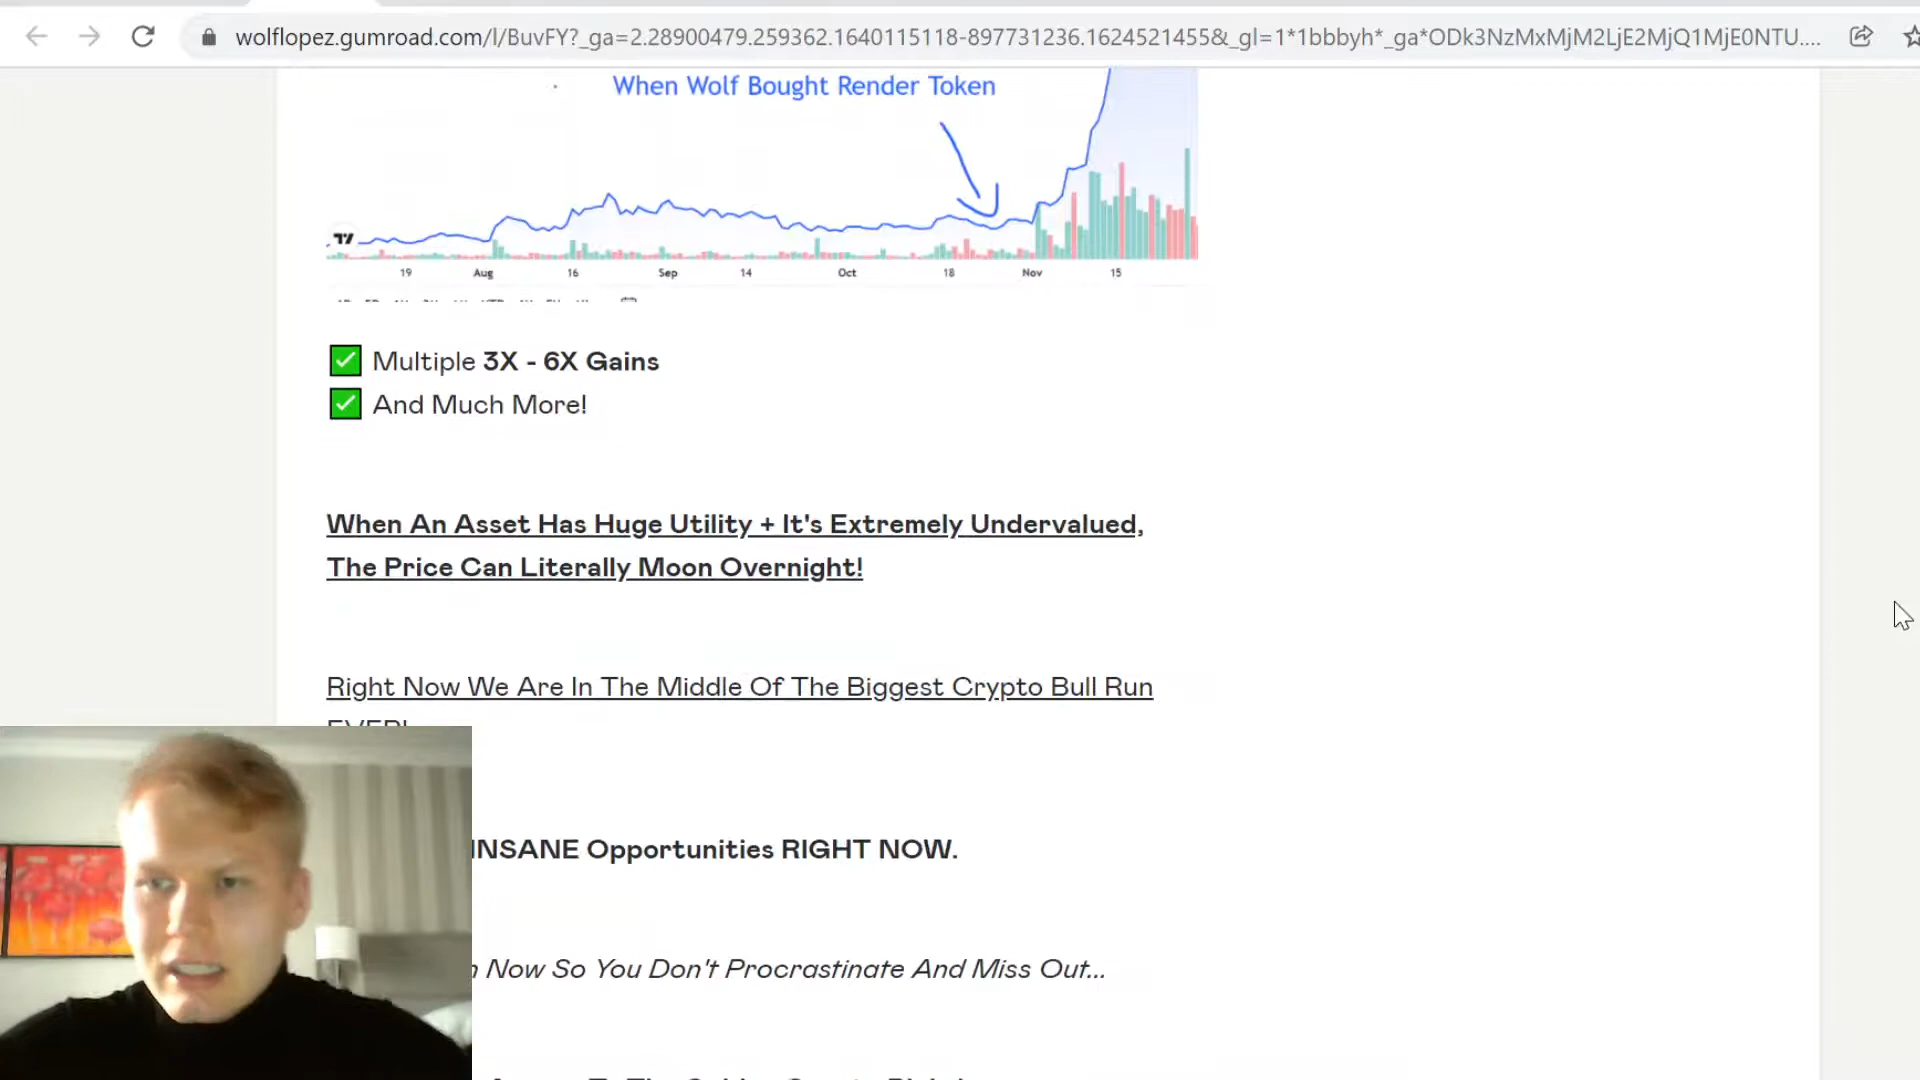 wolflopez.gumroad.com/l/BuvFY?_ga=2.28900479.259362.1640115118-897731236.1624521455&_gl=1*1bbbyh*_ga*ODk3NzMxMjM2LjE2MjQ1MjE0NTU....
When Wolf Bought Render Token
19 Aug 16 Sep 14 Oct 18 Nov 15
Multiple 3X - 6X Gains
And Much More!
When An Asset Has Huge Utility + It's Extremely Undervalued,
The Price Can Literally Moon Overnight!
Right Now We Are In The Middle Of The Biggest Crypto Bull Run
EVER!
INSANE Opportunities RIGHT NOW.
Now So You Don't Procrastinate And Miss Out...